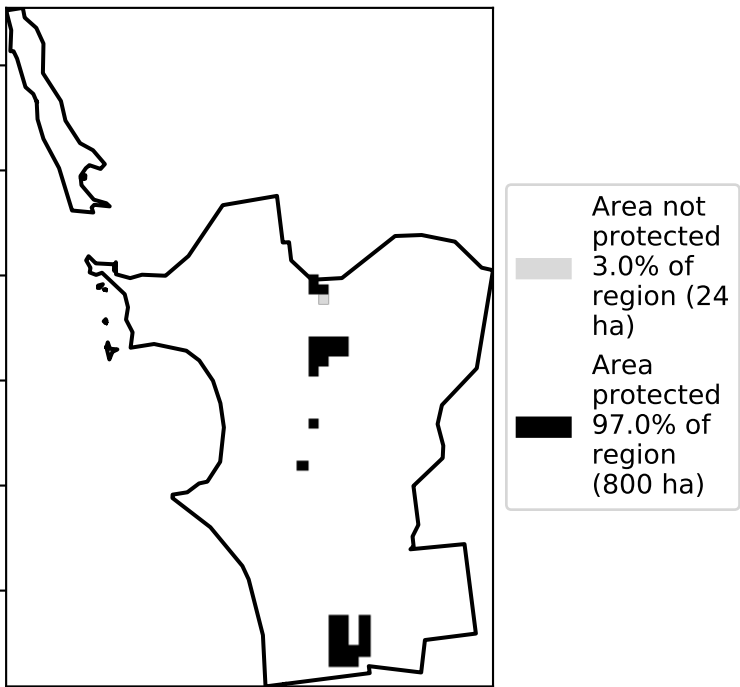 Area not
protected
3.0% of
region (24
ha)
Area
protected
97.0% of
region
(800 ha)